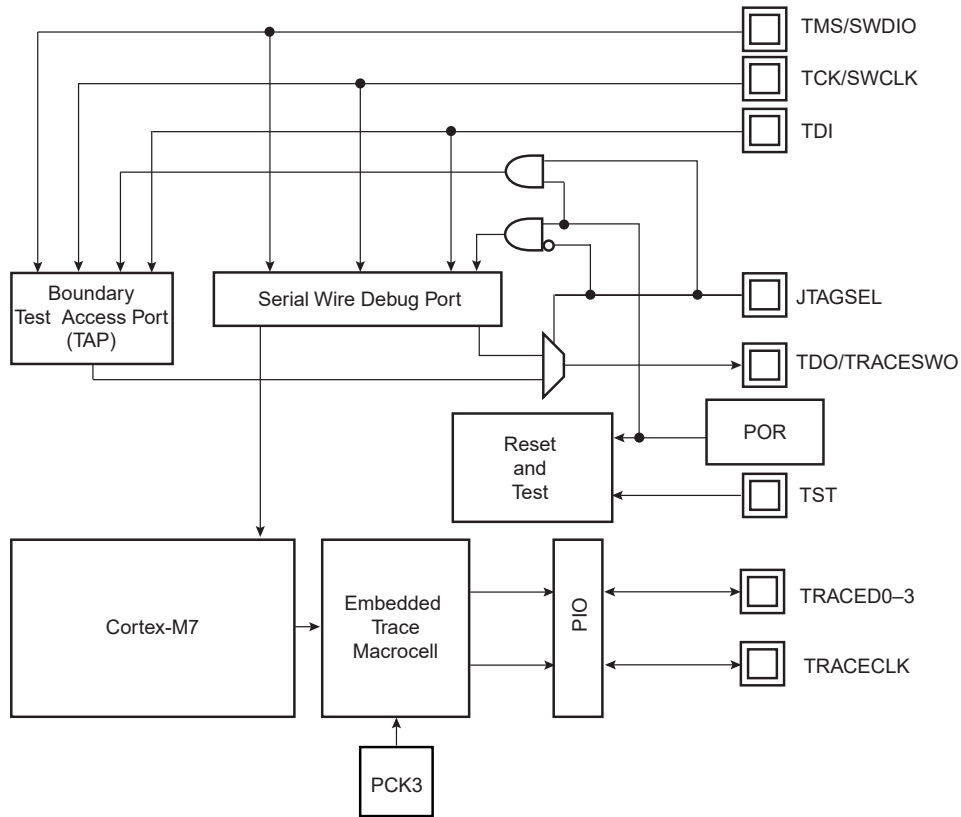 TMS/SWDIO
TCK/SWCLK
TDI
Boundary
Test Access Port
(TAP)
Serial Wire Debug Port
JTAGSEL
TDO/TRACESWO
POR
Reset
and
Test
TST
Cortex-M7
Embedded
Trace
Macrocell
PIO
TRACED0–3
TRACECLK
PCK3